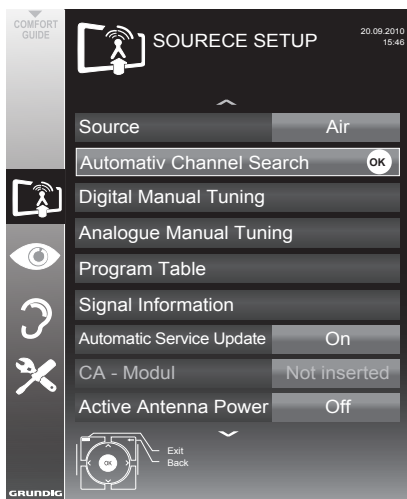 COMFORT
GUIDE
SOURECE SETUP
20.09.2010
15:46
Source Air
Automativ Channel Search OK
Digital Manual Tuning
Analogue Manual Tuning
Program Table
Signal Information
Automatic Service Update On
CA - Modul Not inserted
Active Antenna Power Off
Exit
Back
OK
GRUNDIG